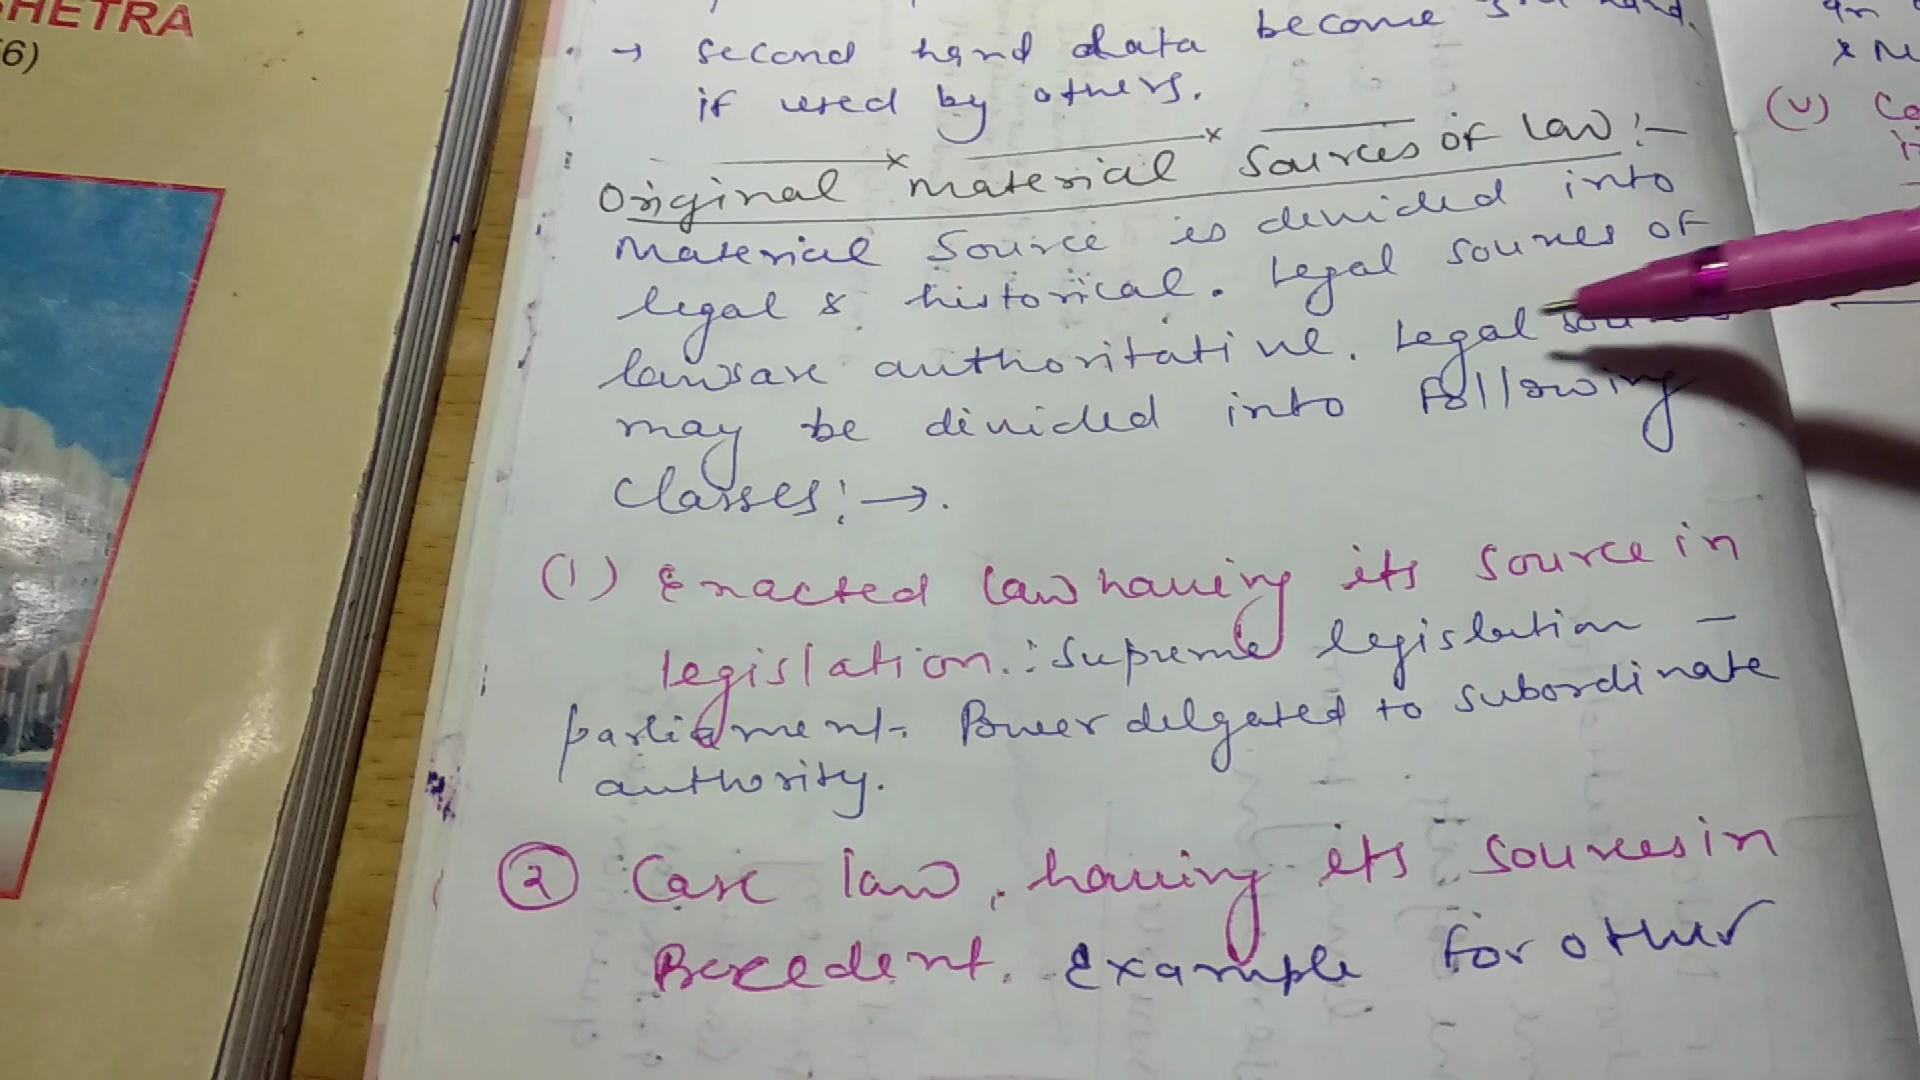 HETRA
6)
become
→ second hand data
if used by others.
Original material Sources of law :-
Material Source is devided into
legal & historical. Legal sources of
laws are authoritative. Legal
may be divided into following
Classes :→.
(1) Enacted law having its source in
legislation. : Supreme legislation -
parliament. Power delgated to subordinate
authority.
② Case law, having its sources in
Precedent. Example for other
(v)